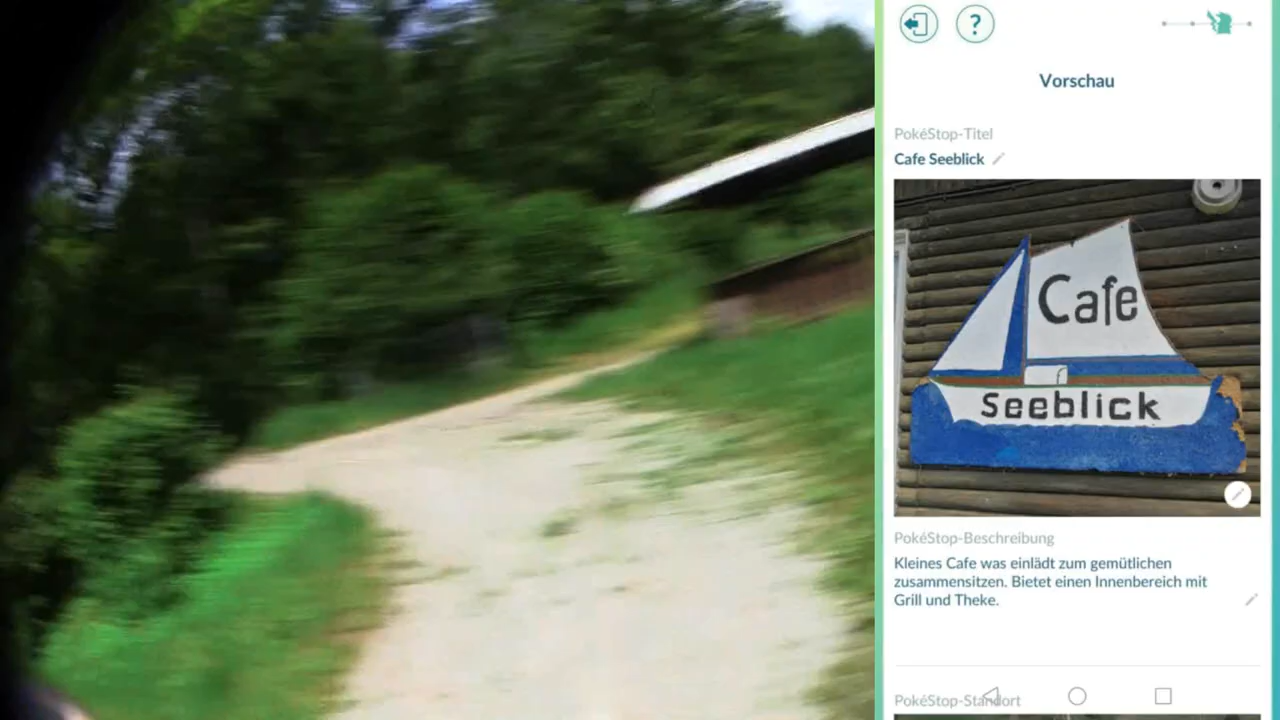 ?
Vorschau
PokéStop-Titel
Cafe Seeblick
Cafe
Seeblick
PokéStop-Beschreibung
Kleines Cafe was einlädt zum gemütlichen
zusammensitzen. Bietet einen Innenbereich mit
Grill und Theke.
PokéStop-Standort